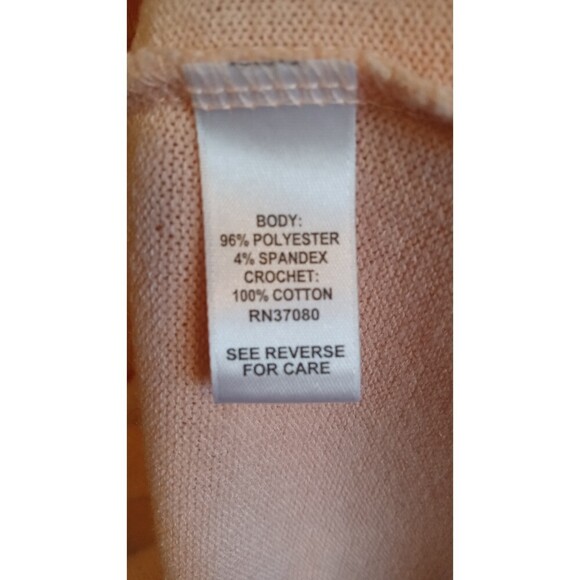 BODY:
96% POLYESTER
4% SPANDEX
CROCHET:
100% COTTON
RN37080
SEE REVERSE
FOR CARE